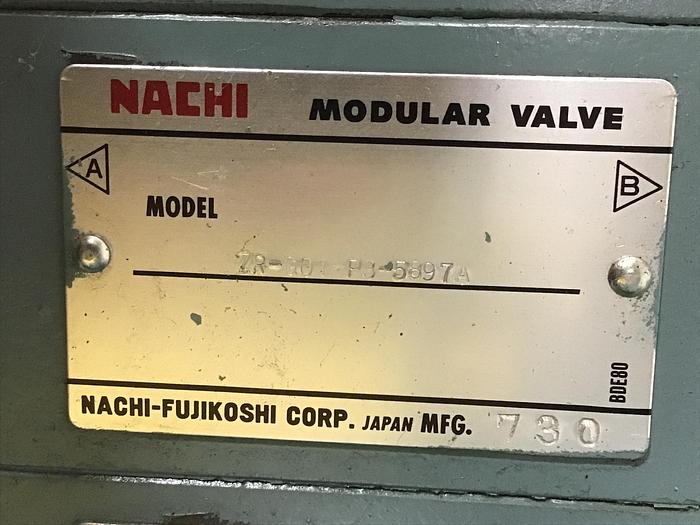 NACHI MODULAR VALVE
A
B
MODEL
BDE80
NACHI-FUJIKOSHI CORP. JAPAN MFG. 730